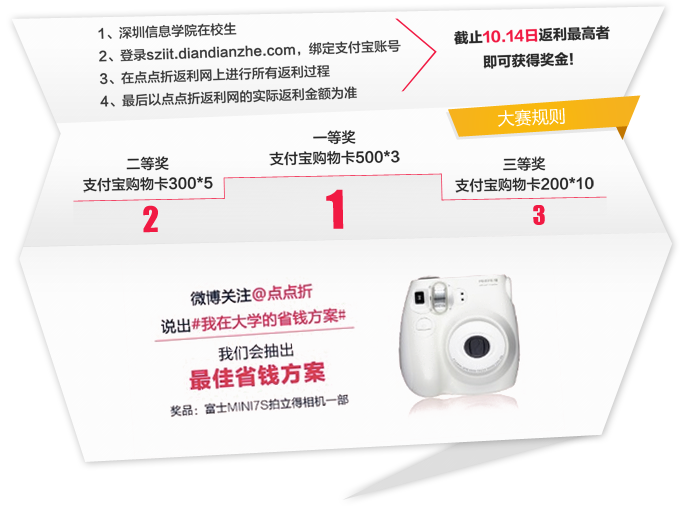 1、深圳信息学院在校生
2、登录sziit.diandianzhe.com，绑定支付宝账号
3、在点点折返利网上进行所有返利过程
4、最后以点点折返利网的实际返利金额为准
截止10.14日返利最高者
即可获得奖金!
大赛规则
一等奖
支付宝购物卡500*3
二等奖
支付宝购物卡300*5
三等奖
支付宝购物卡200*10
2
1
3
微博关注@点点折
说出#我在大学的省钱方案#
我们会抽出
最佳省钱方案
奖品：富士MINI7S拍立得相机一部